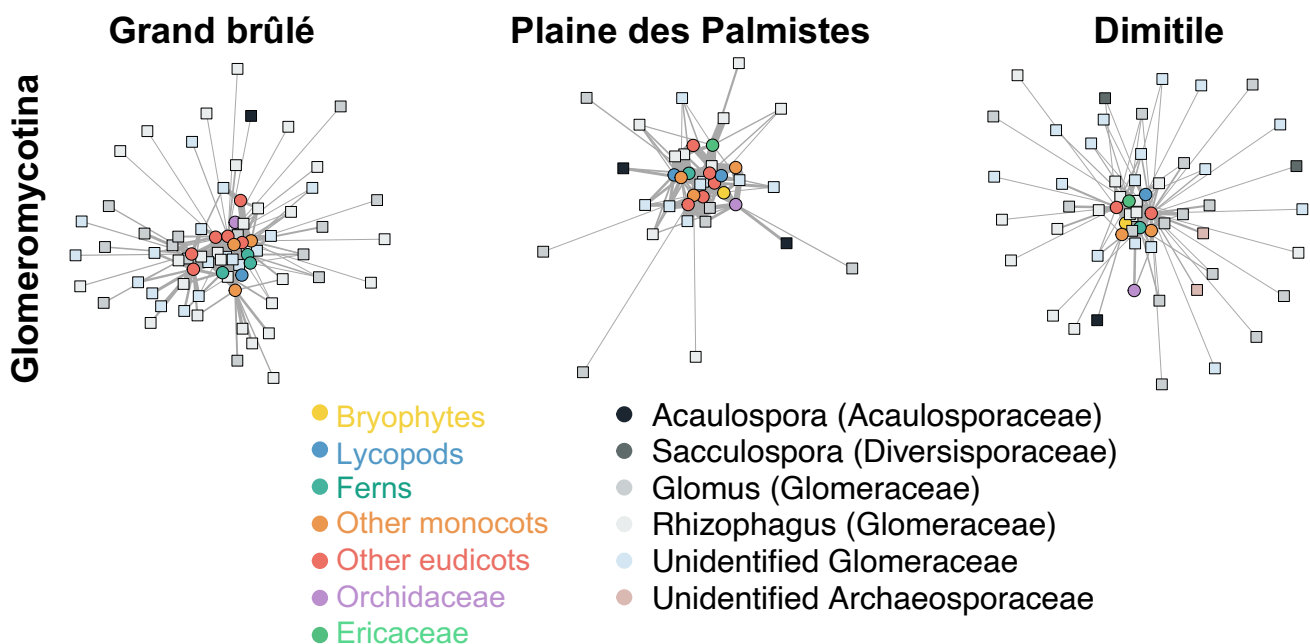 Grand brûlé
Plaine des Palmistes
Dimitile
Glomeromycotina
Bryophytes
Lycopods
Ferns
Other monocots
Other eudicots
Orchidaceae
Ericaceae
Acaulospora (Acaulosporaceae)
Sacculospora (Diversisporaceae)
Glomus (Glomeraceae)
Rhizophagus (Glomeraceae)
Unidentified Glomeraceae
Unidentified Archaeosporaceae